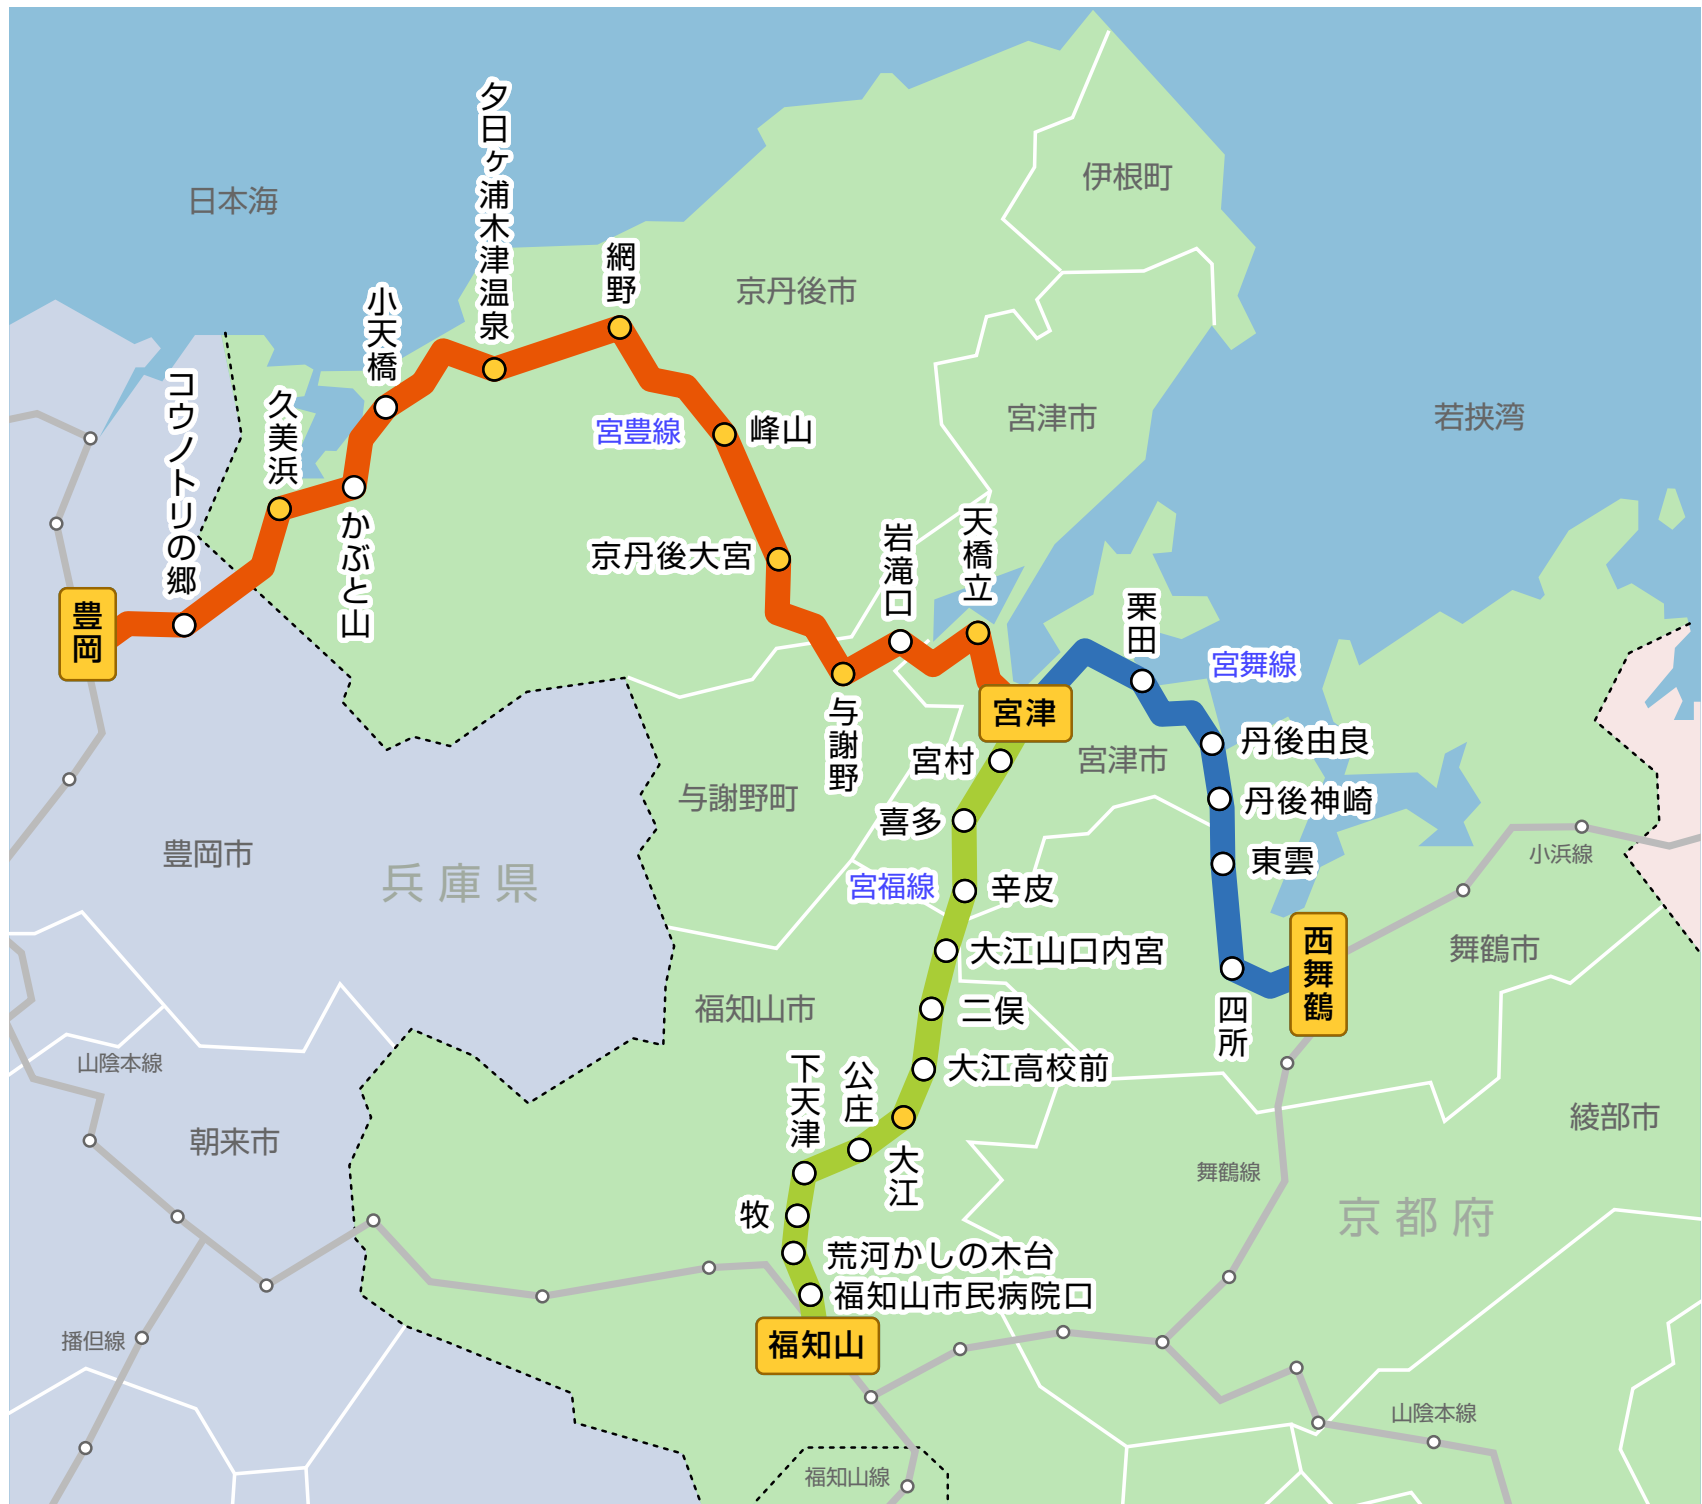 日本海
夕日ヶ浦木津温泉
伊根町
網野
京丹後市
小天橋
コウノトリの郷
久美浜
宮豊線
峰山
宮津市
若狭湾
かぶと山
京丹後大宮
岩滝口
天橋立
栗田
豊岡
宮舞線
与謝野
宮津
丹後由良
宮村
宮津市
与謝野町
丹後神崎
喜多
豊岡市
兵庫県
東雲
小浜線
宮福線
辛皮
大江山口内宮
西舞鶴
舞鶴市
福知山市
二俣
四所
山陰本線
下天津
公庄
大江高校前
朝来市
大江
綾部市
舞鶴線
牧
京都府
荒河かしの木台
福知山市民病院口
播但線
福知山
山陰本線
福知山線